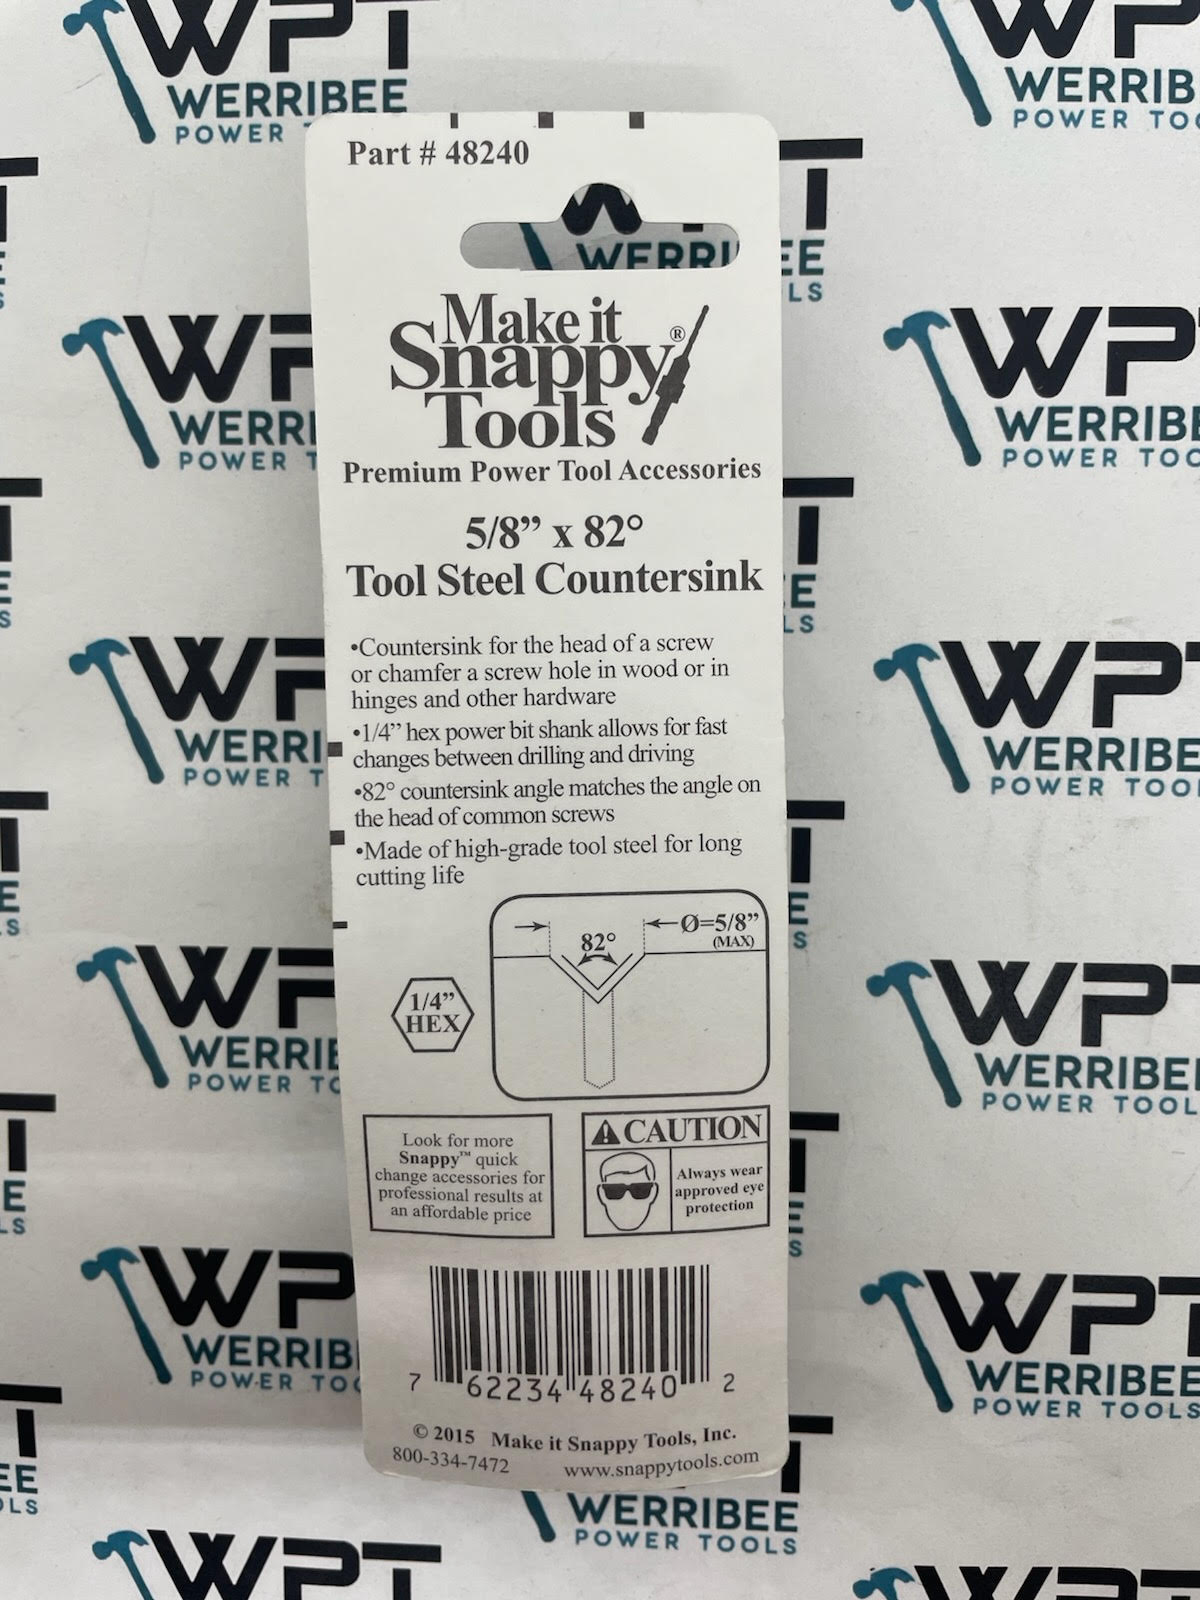 Part # 48240
Make it
Snappy®
Tools
Premium Power Tool Accessories
5/8” x 82°
Tool Steel Countersink
•Countersink for the head of a screw
or chamfer a screw hole in wood or in
hinges and other hardware
•1/4” hex power bit shank allows for fast
changes between drilling and driving
•82° countersink angle matches the angle on
the head of common screws
•Made of high-grade tool steel for long
cutting life
Ø=5/8”
(MAX)
82°
1/4”
HEX
Look for more
Snappy™ quick
change accessories for
professional results at
an affordable price
CAUTION
Always wear
approved eye
protection
7 62234 48240 2
© 2015 Make it Snappy Tools, Inc.
800-334-7472 www.snappytools.com
WPT
WERRIBEE
POWER TOOLS